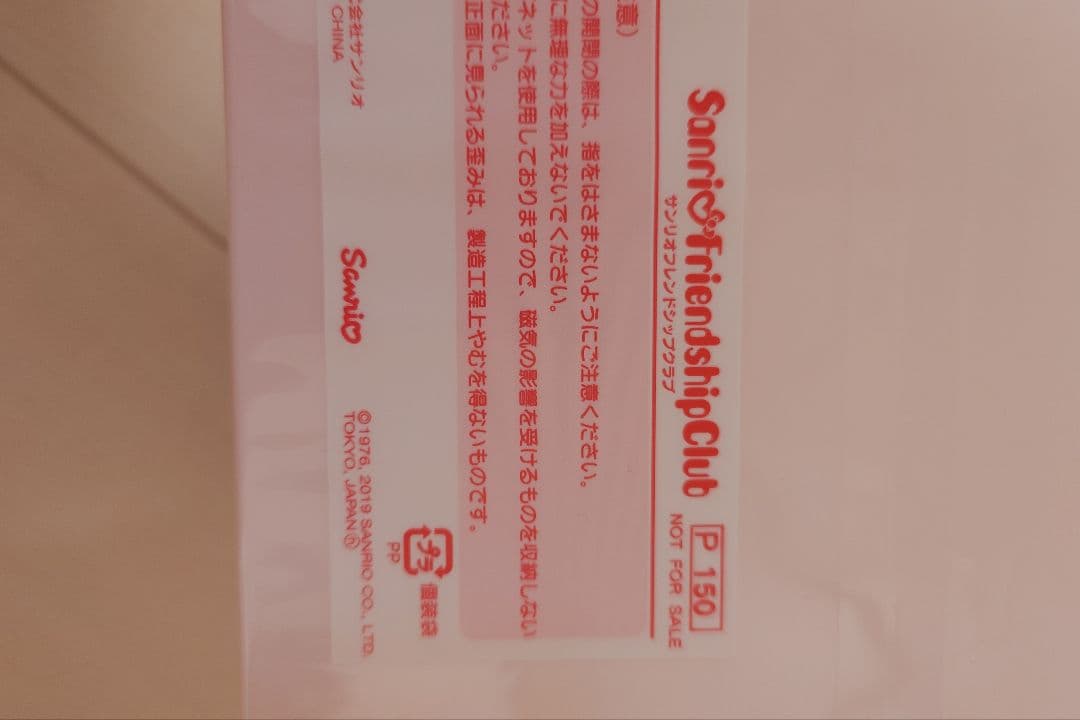 Sanrio Friendship Club
サンリオフレンドシップクラブ
P 150
NOT FOR SALE
意)
の開閉の際は、指をはさまないようにご注意ください。
に無理な力を加えないでください。
ネットを使用しておりますので、磁気の影響を受けるものを収納しない
ださい。
正面に見られる歪みは、製造工程上やむを得ないものです。
プラ
個装袋
PP
会社サンリオ
CHINA
Sanrio
©1976, 2019 SANRIO CO., LTD.
TOKYO, JAPAN